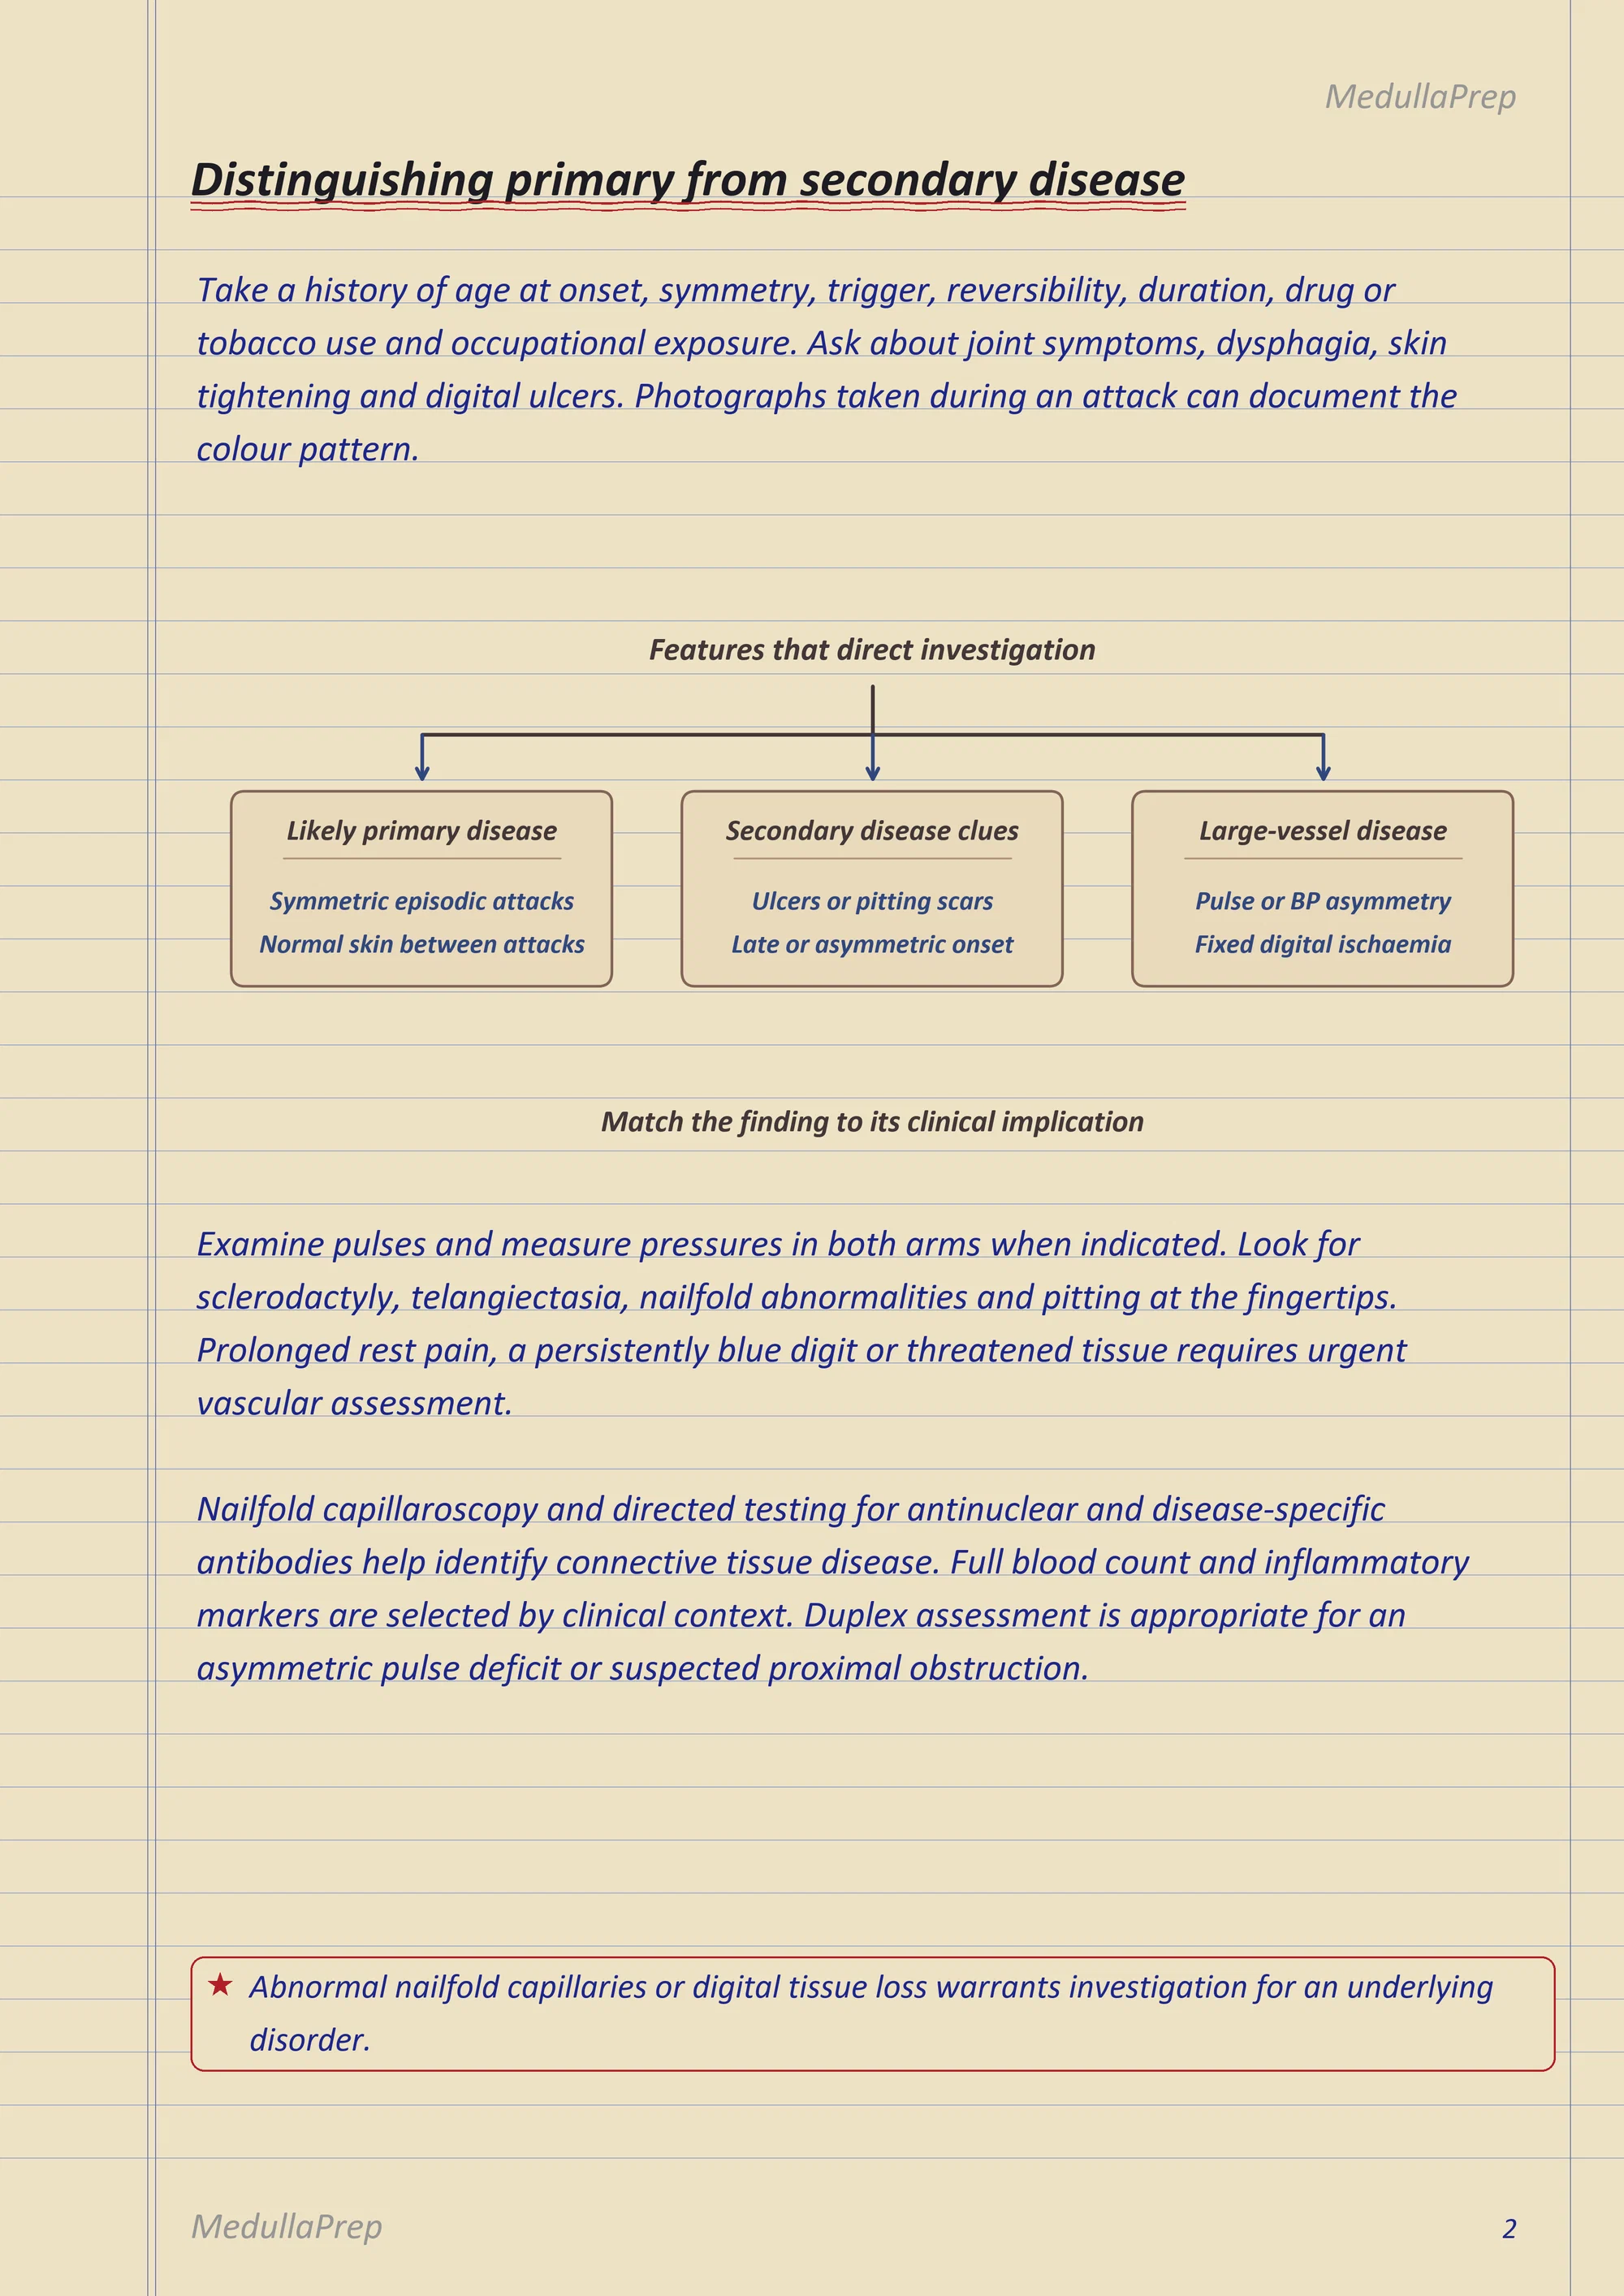 MedullaPrep
Distinguishing primary from secondary disease
Take a history of age at onset, symmetry, trigger, reversibility, duration, drug or
tobacco use and occupational exposure. Ask about joint symptoms, dysphagia, skin
tightening and digital ulcers. Photographs taken during an attack can document the
colour pattern.
Features that direct investigation
Likely primary disease
Symmetric episodic attacks
Normal skin between attacks
Secondary disease clues
Ulcers or pitting scars
Late or asymmetric onset
Large-vessel disease
Pulse or BP asymmetry
Fixed digital ischaemia
Match the finding to its clinical implication
Examine pulses and measure pressures in both arms when indicated. Look for
sclerodactyly, telangiectasia, nailfold abnormalities and pitting at the fingertips.
Prolonged rest pain, a persistently blue digit or threatened tissue requires urgent
vascular assessment.
Nailfold capillaroscopy and directed testing for antinuclear and disease-specific
antibodies help identify connective tissue disease. Full blood count and inflammatory
markers are selected by clinical context. Duplex assessment is appropriate for an
asymmetric pulse deficit or suspected proximal obstruction.
★ Abnormal nailfold capillaries or digital tissue loss warrants investigation for an underlying
disorder.
MedullaPrep
2